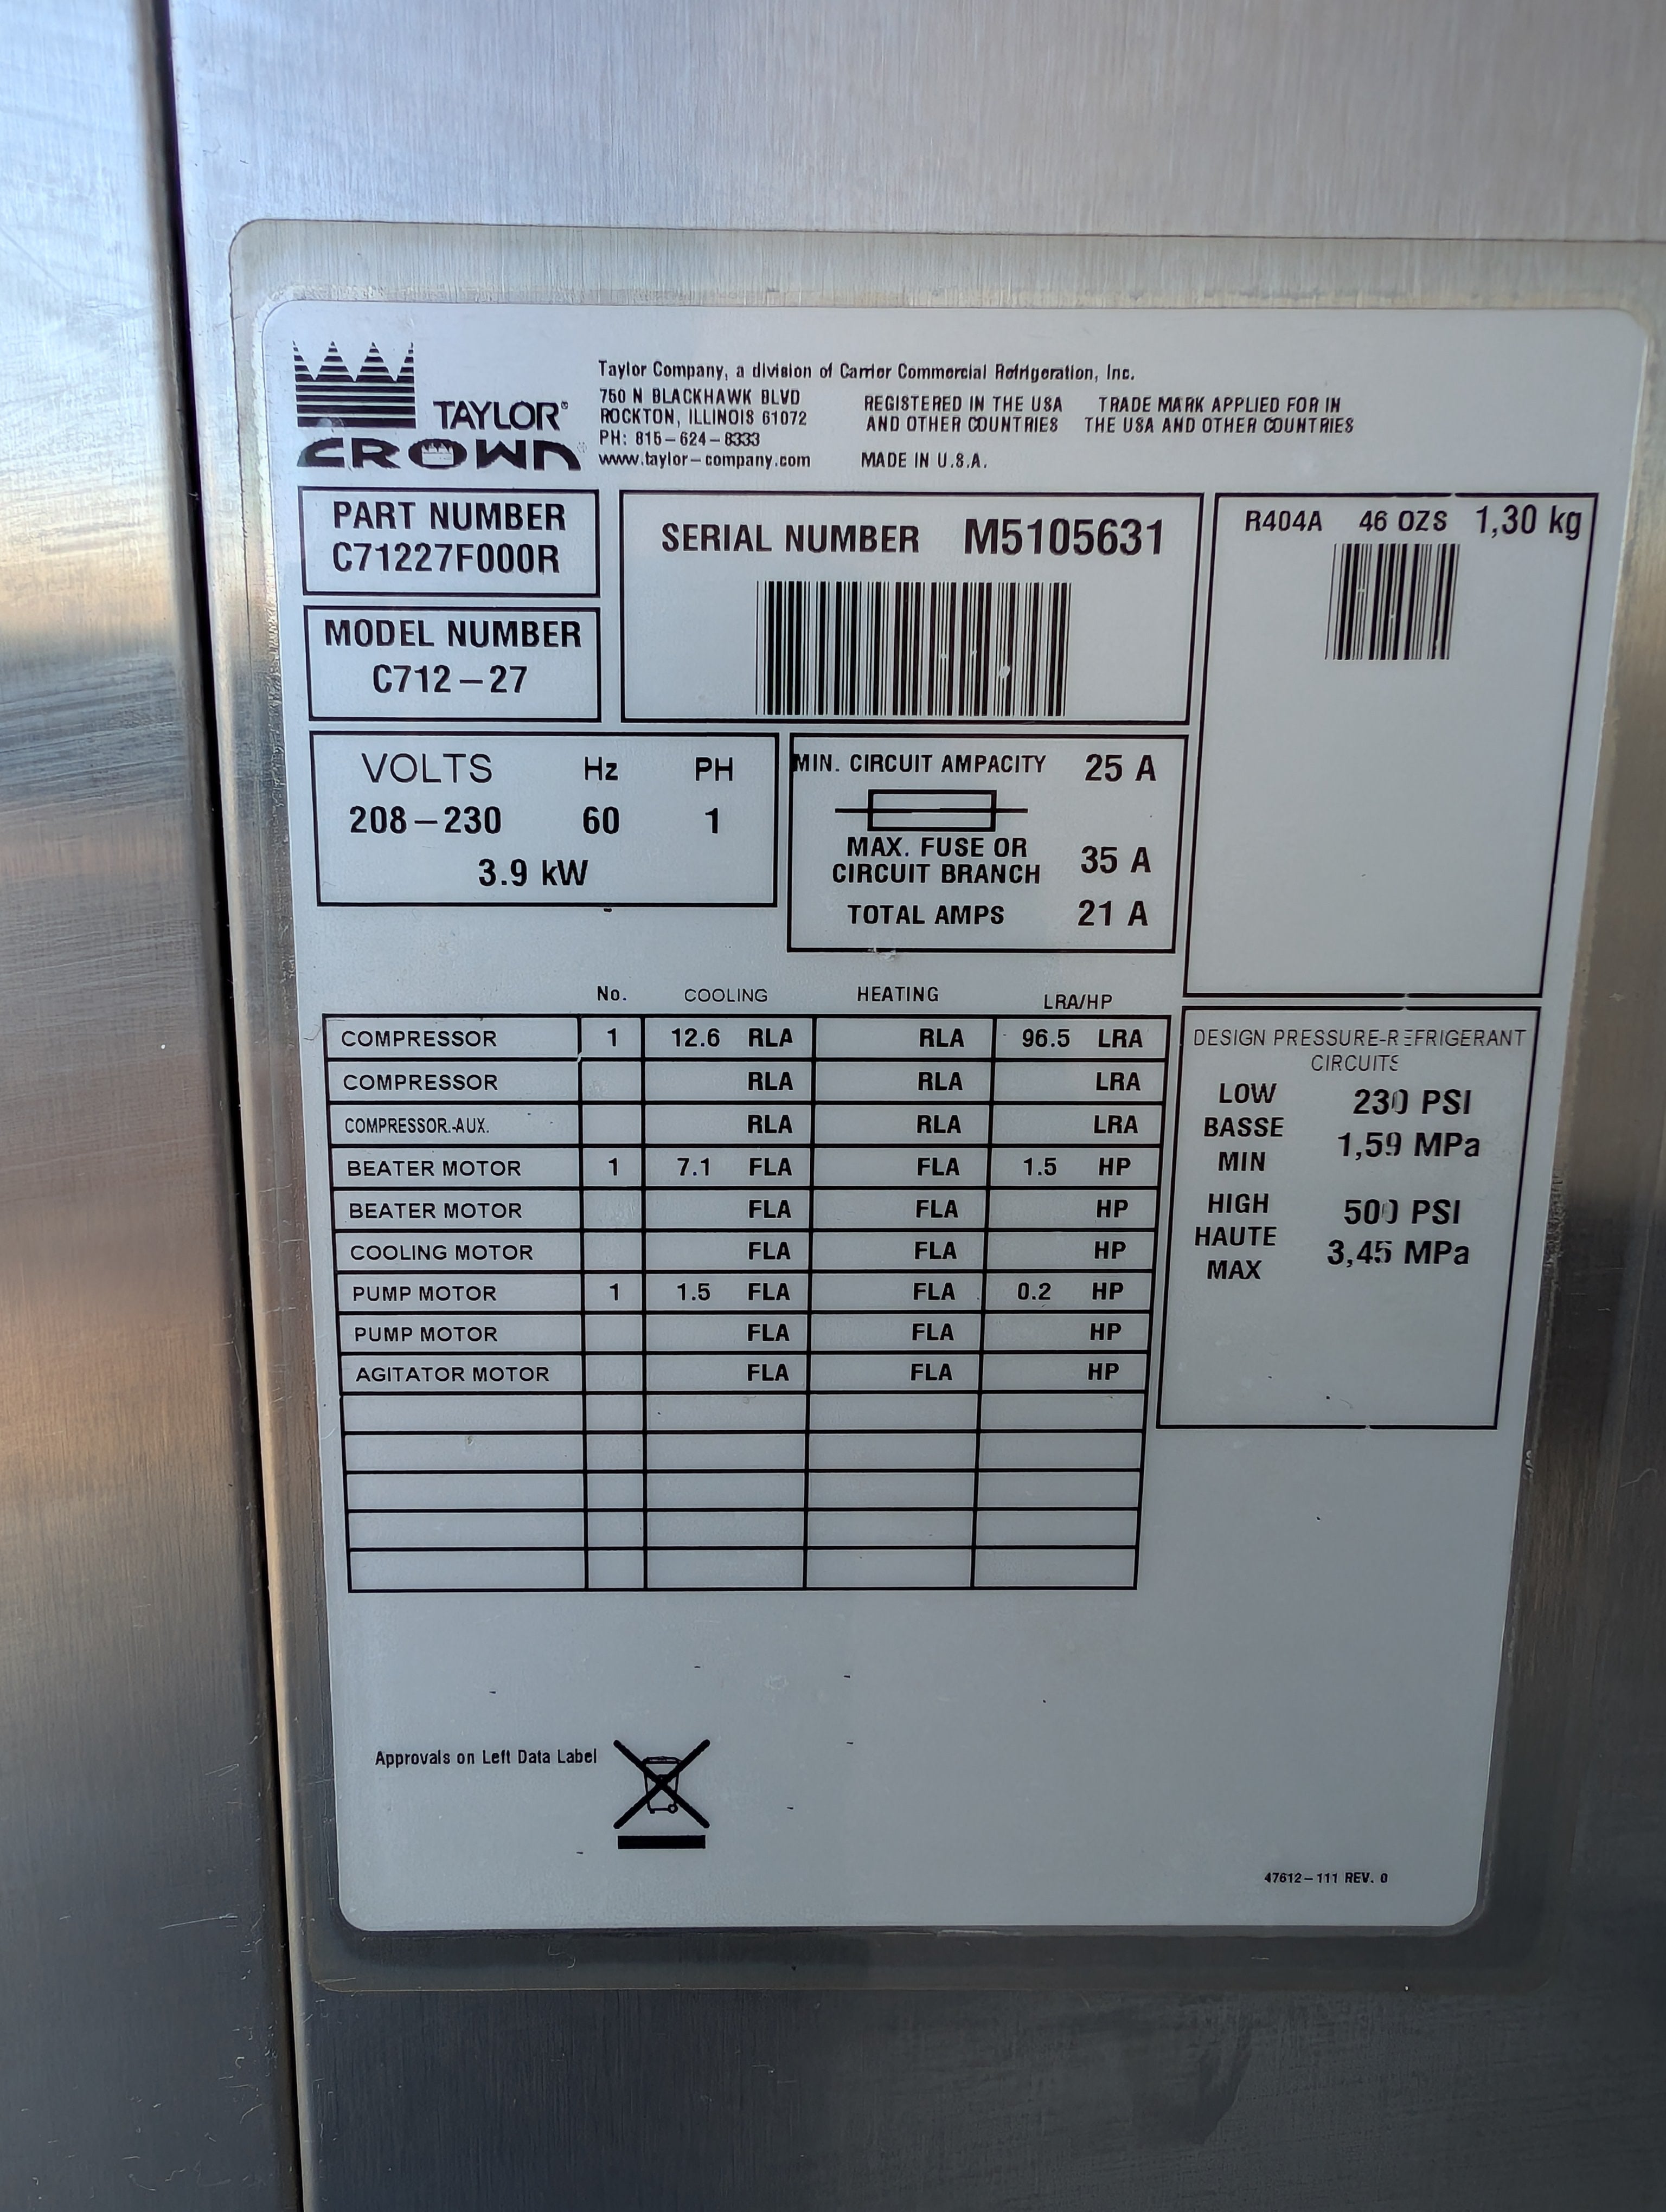 Taylor Company, a division of Carrier Commercial Refrigeration, Inc.
750 N BLACKHAWK BLVD
ROCKTON, ILLINOIS 61072
PH: 815-624-8333
www.taylor-company.com
REGISTERED IN THE USA
AND OTHER COUNTRIES
TRADE MARK APPLIED FOR IN
THE USA AND OTHER COUNTRIES
MADE IN U.S.A.
TAYLOR®
CROWN
PART NUMBER
C71227F000R
MODEL NUMBER
C712-27
SERIAL NUMBER M5105631
R404A 46 OZS 1,30 kg
VOLTS Hz PH
208-230 60 1
3.9 kW
MIN. CIRCUIT AMPACITY 25 A
MAX. FUSE OR
CIRCUIT BRANCH 35 A
TOTAL AMPS 21 A
No. COOLING HEATING LRA/HP
COMPRESSOR 1 12.6 RLA RLA 96.5 LRA
COMPRESSOR RLA RLA LRA
COMPRESSOR.-AUX. RLA RLA LRA
BEATER MOTOR 1 7.1 FLA FLA 1.5 HP
BEATER MOTOR FLA FLA HP
COOLING MOTOR FLA FLA HP
PUMP MOTOR 1 1.5 FLA FLA 0.2 HP
PUMP MOTOR FLA FLA HP
AGITATOR MOTOR FLA FLA HP
DESIGN PRESSURE-REFRIGERANT
CIRCUITS
LOW 230 PSI
BASSE 1,59 MPa
MIN
HIGH 500 PSI
HAUTE 3,45 MPa
MAX
Approvals on Left Data Label
47612-111 REV. 0